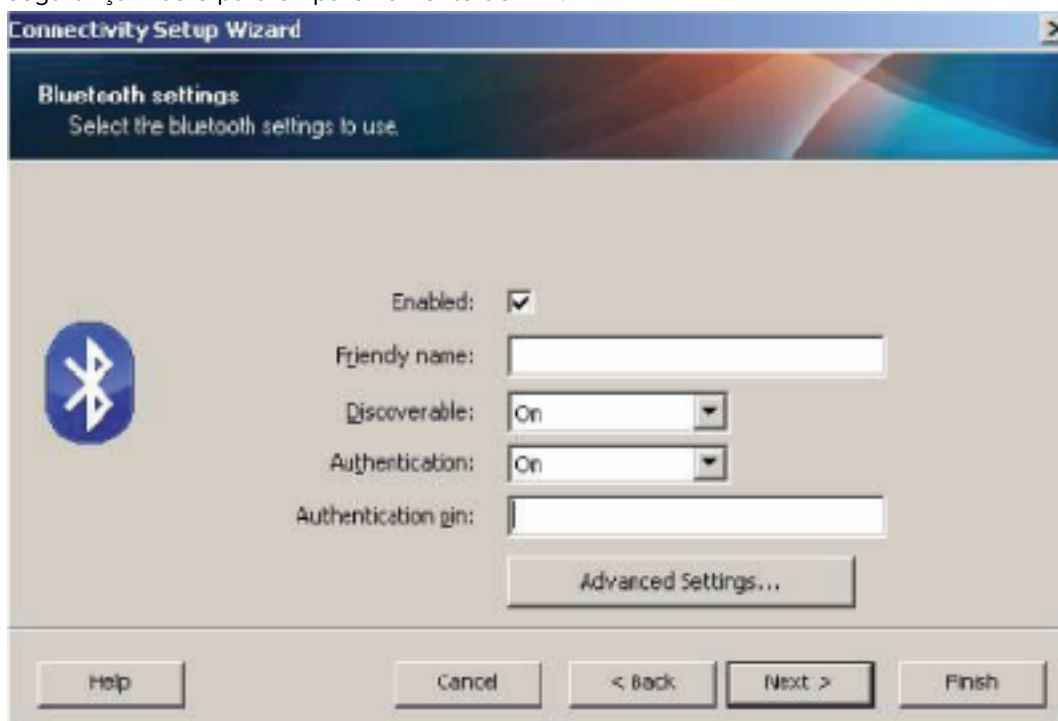 Connectivity Setup Wizard
Bluetooth settings
Select the bluetooth settings to use.
Enabled:
Friendly name:
Discoverable: On
Authentication: On
Authentication pin:
Advanced Settings...
Help Cancel < Back Next > Finish